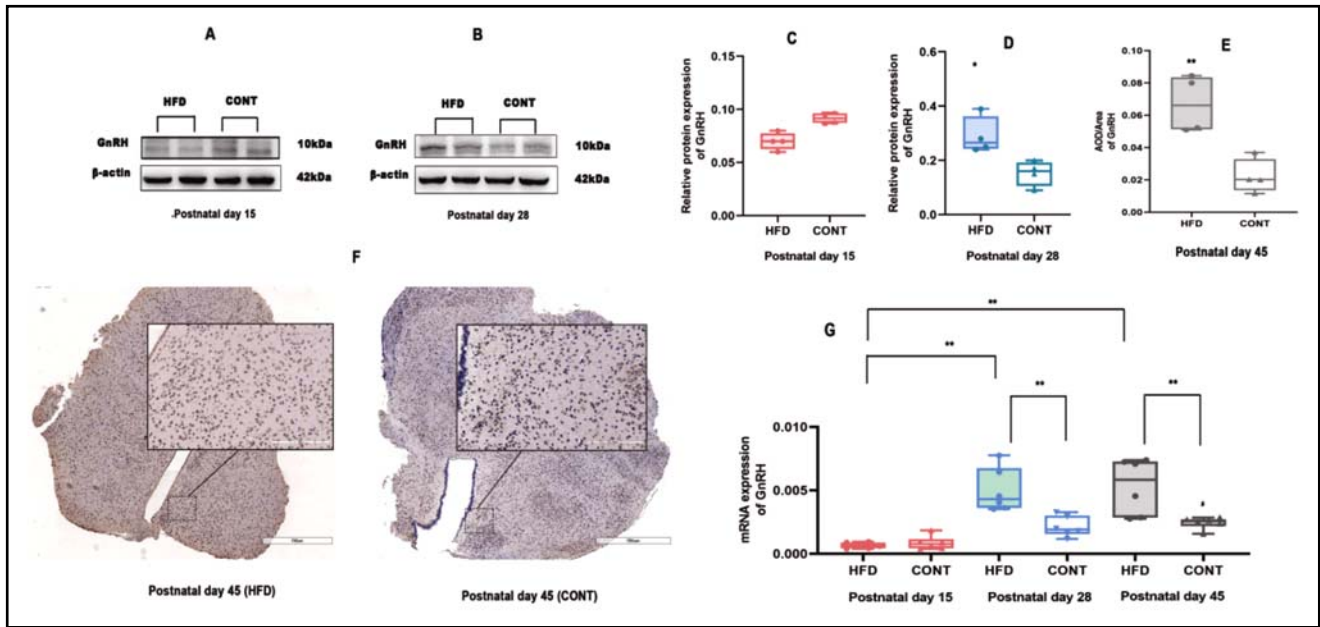 A
HFD CONT
GnRH 10kDa
β-actin 42kDa
.Postnatal day 15
B
HFD CONT
GnRH 10kDa
β-actin 42kDa
Postnatal day 28
C
Relative protein expression
of GnRH
0.15
0.10
0.05
0.00
HFD CONT
Postnatal day 15
D
Relative protein expression
of GnRH
0.6
0.4
0.2
0.0
*
HFD CONT
Postnatal day 28
E
AOD/Area
of GnRH
0.10
0.08
0.06
0.04
0.02
0.00
**
HFD CONT
Postnatal day 45
F
Postnatal day 45 (HFD)
Postnatal day 45 (CONT)
G
** 
**
** **
mRNA expression
of GnRH
0.010
0.005
0.000
HFD CONT HFD CONT HFD CONT
Postnatal day 15 Postnatal day 28 Postnatal day 45